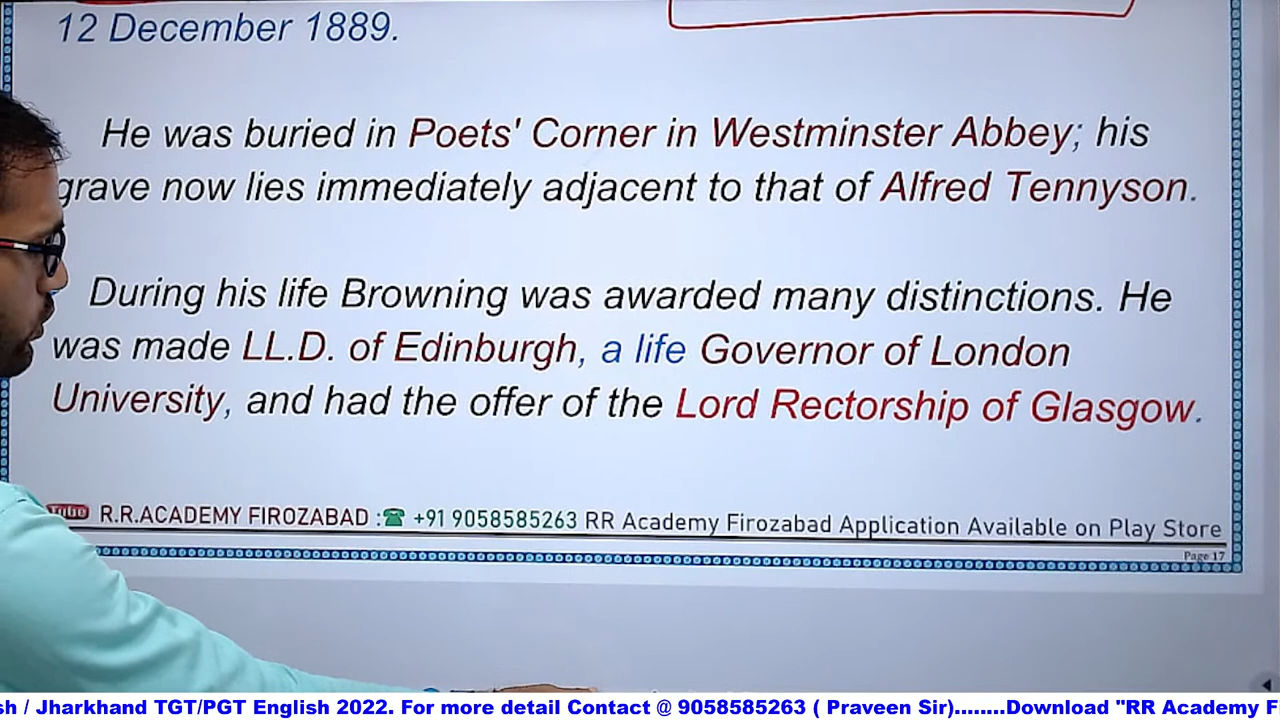 12 December 1889.
He was buried in Poets' Corner in Westminster Abbey; his
grave now lies immediately adjacent to that of Alfred Tennyson.
During his life Browning was awarded many distinctions. He
was made LL.D. of Edinburgh, a life Governor of London
University, and had the offer of the Lord Rectorship of Glasgow.
Tube R.R.ACADEMY FIROZABAD :☎ +91 9058585263 RR Academy Firozabad Application Available on Play Store
Page 17
sh / Jharkhand TGT/PGT English 2022. For more detail Contact @ 9058585263 ( Praveen Sir)........Download "RR Academy F